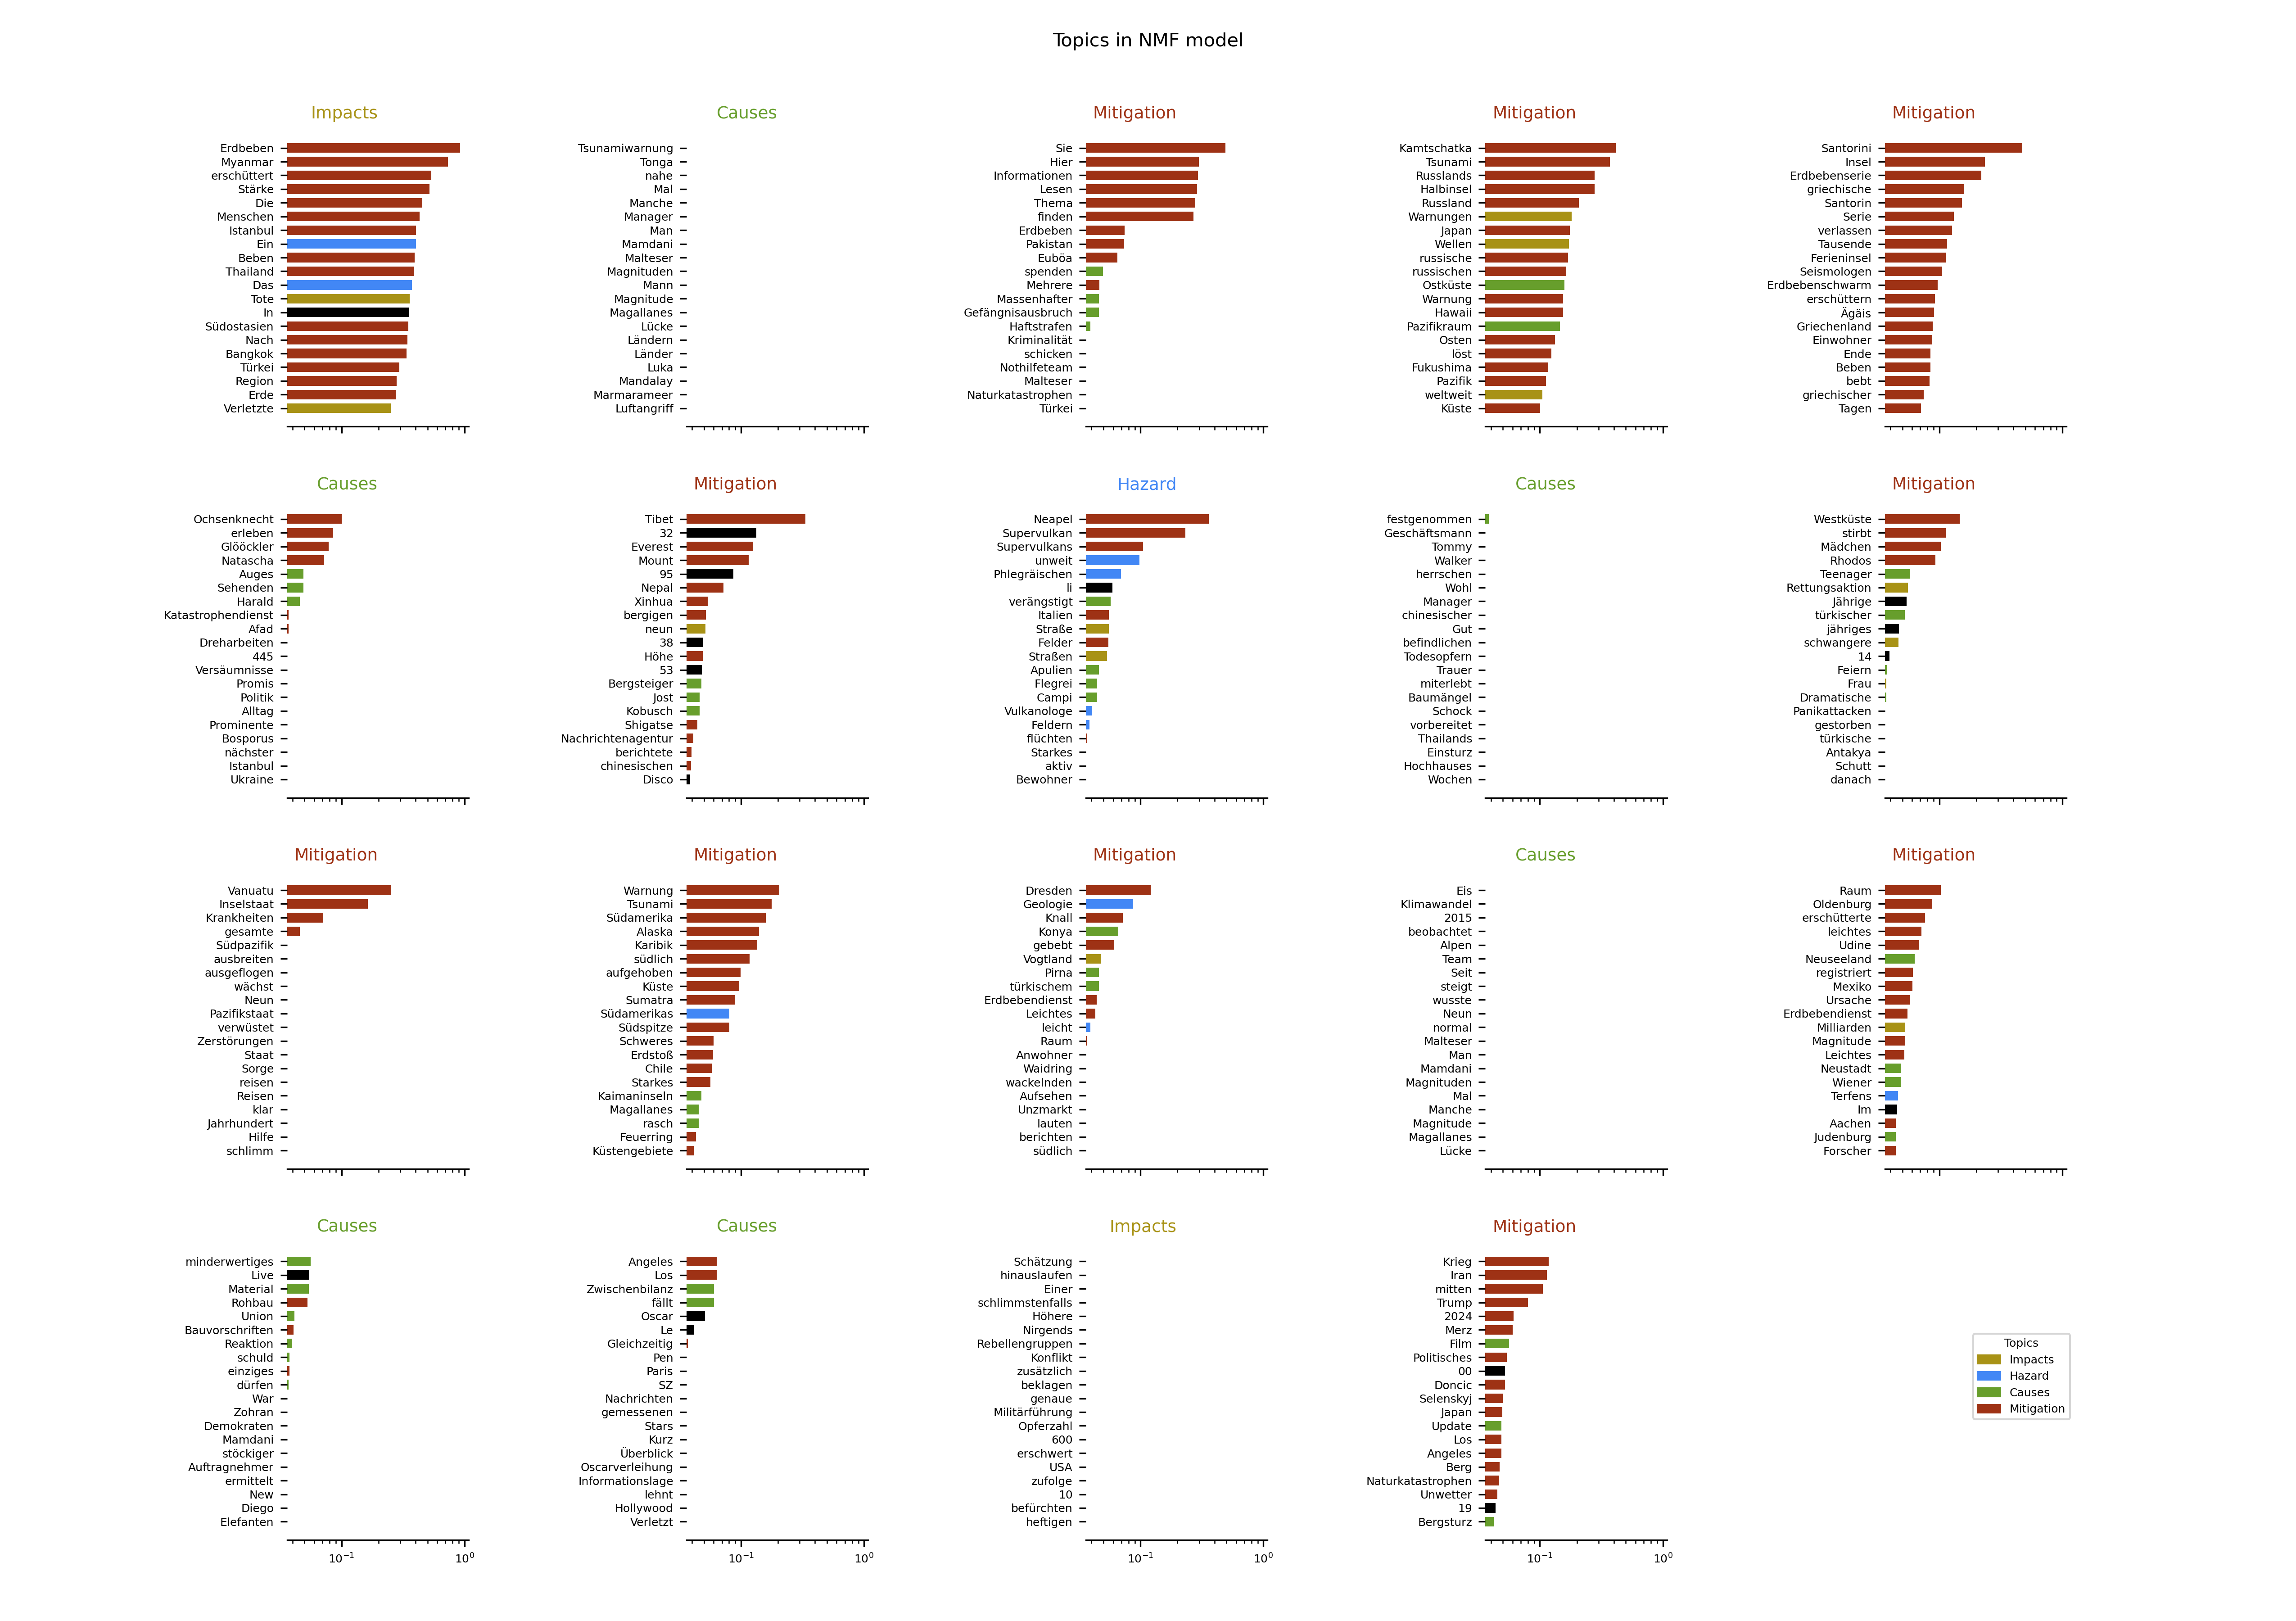 Topics in NMF model
Impacts
Erdbeben
Myanmar
erschüttert
Stärke
Die
Menschen
Istanbul
Ein
Beben
Thailand
Das
Tote
In
Südostasien
Nach
Bangkok
Türkei
Region
Erde
Verletzte
Causes
Tsunamiwarnung
Tonga
nahe
Mal
Manche
Manager
Man
Mamdani
Malteser
Magnituden
Mann
Magnitude
Magallanes
Lücke
Ländern
Länder
Luka
Mandalay
Marmarameer
Luftangriff
Mitigation
Sie
Hier
Informationen
Lesen
Thema
finden
Erdbeben
Pakistan
Euböa
spenden
Mehrere
Massenhafter
Gefängnisausbruch
Haftstrafen
Kriminalität
schicken
Nothilfeteam
Malteser
Naturkatastrophen
Türkei
Mitigation
Kamtschatka
Tsunami
Russlands
Halbinsel
Russland
Warnungen
Japan
Wellen
russische
russischen
Ostküste
Warnung
Hawaii
Pazifikraum
Osten
löst
Fukushima
Pazifik
weltweit
Küste
Mitigation
Santorini
Insel
Erdbebenserie
griechische
Santorin
Serie
verlassen
Tausende
Ferieninsel
Seismologen
Erdbebenschwarm
erschüttern
Ägäis
Griechenland
Einwohner
Ende
Beben
bebt
griechischer
Tagen
Causes
Ochsenknecht
erleben
Glööckler
Natascha
Auges
Sehenden
Harald
Katastrophendienst
Afad
Dreharbeiten
445
Versäumnisse
Promis
Politik
Alltag
Prominente
Bosporus
nächster
Istanbul
Ukraine
Mitigation
Tibet
32
Everest
Mount
95
Nepal
Xinhua
bergigen
neun
38
Höhe
53
Bergsteiger
Jost
Kobusch
Shigatse
Nachrichtenagentur
berichtete
chinesischen
Disco
Hazard
Neapel
Supervulkan
Supervulkans
unweit
Phlegräischen
li
verängstigt
Italien
Straße
Felder
Straßen
Apulien
Flegrei
Campi
Vulkanologe
Feldern
flüchten
Starkes
aktiv
Bewohner
Causes
festgenommen
Geschäftsmann
Tommy
Walker
herrschen
Wohl
Manager
chinesischer
Gut
befindlichen
Todesopfern
Trauer
miterlebt
Baumängel
Schock
vorbereitet
Thailands
Einsturz
Hochhauses
Wochen
Mitigation
Westküste
stirbt
Mädchen
Rhodos
Teenager
Rettungsaktion
Jährige
türkischer
jähriges
schwangere
14
Feiern
Frau
Dramatische
Panikattacken
gestorben
türkische
Antakya
Schutt
danach
Mitigation
Vanuatu
Inselstaat
Krankheiten
gesamte
Südpazifik
ausbreiten
ausgeflogen
wächst
Neun
Pazifikstaat
verwüstet
Zerstörungen
Staat
Sorge
reisen
Reisen
klar
Jahrhundert
Hilfe
schlimm
Mitigation
Warnung
Tsunami
Südamerika
Alaska
Karibik
südlich
aufgehoben
Küste
Sumatra
Südamerikas
Südspitze
Schweres
Erdstoß
Chile
Starkes
Kaimaninseln
Magallanes
rasch
Feuerring
Küstengebiete
Mitigation
Dresden
Geologie
Knall
Konya
gebebt
Vogtland
Pirna
türkischem
Erdbebendienst
Leichtes
leicht
Raum
Anwohner
Waidring
wackelnden
Aufsehen
Unzmarkt
lauten
berichten
südlich
Causes
Eis
Klimawandel
2015
beobachtet
Alpen
Team
Seit
steigt
wusste
Neun
normal
Malteser
Man
Mamdani
Magnituden
Mal
Manche
Magnitude
Magallanes
Lücke
Mitigation
Raum
Oldenburg
erschütterte
leichtes
Udine
Neuseeland
registriert
Mexiko
Ursache
Erdbebendienst
Milliarden
Magnitude
Leichtes
Neustadt
Wiener
Terfens
Im
Aachen
Judenburg
Forscher
Causes
minderwertiges
Live
Material
Rohbau
Union
Bauvorschriften
Reaktion
schuld
einziges
dürfen
War
Zohran
Demokraten
Mamdani
stöckiger
Auftragnehmer
ermittelt
New
Diego
Elefanten
10⁻¹ 10⁰
Causes
Angeles
Los
Zwischenbilanz
fällt
Oscar
Le
Gleichzeitig
Pen
Paris
SZ
Nachrichten
gemessenen
Stars
Kurz
Überblick
Oscarverleihung
Informationslage
lehnt
Hollywood
Verletzt
10⁻¹ 10⁰
Impacts
Schätzung
hinauslaufen
Einer
schlimmstenfalls
Höhere
Nirgends
Rebellengruppen
Konflikt
zusätzlich
beklagen
genaue
Militärführung
Opferzahl
600
erschwert
USA
zufolge
10
befürchten
heftigen
10⁻¹ 10⁰
Mitigation
Krieg
Iran
mitten
Trump
2024
Merz
Film
Politisches
00
Doncic
Selenskyj
Japan
Update
Los
Angeles
Berg
Naturkatastrophen
Unwetter
19
Bergsturz
10⁻¹ 10⁰
Topics
Impacts
Hazard
Causes
Mitigation